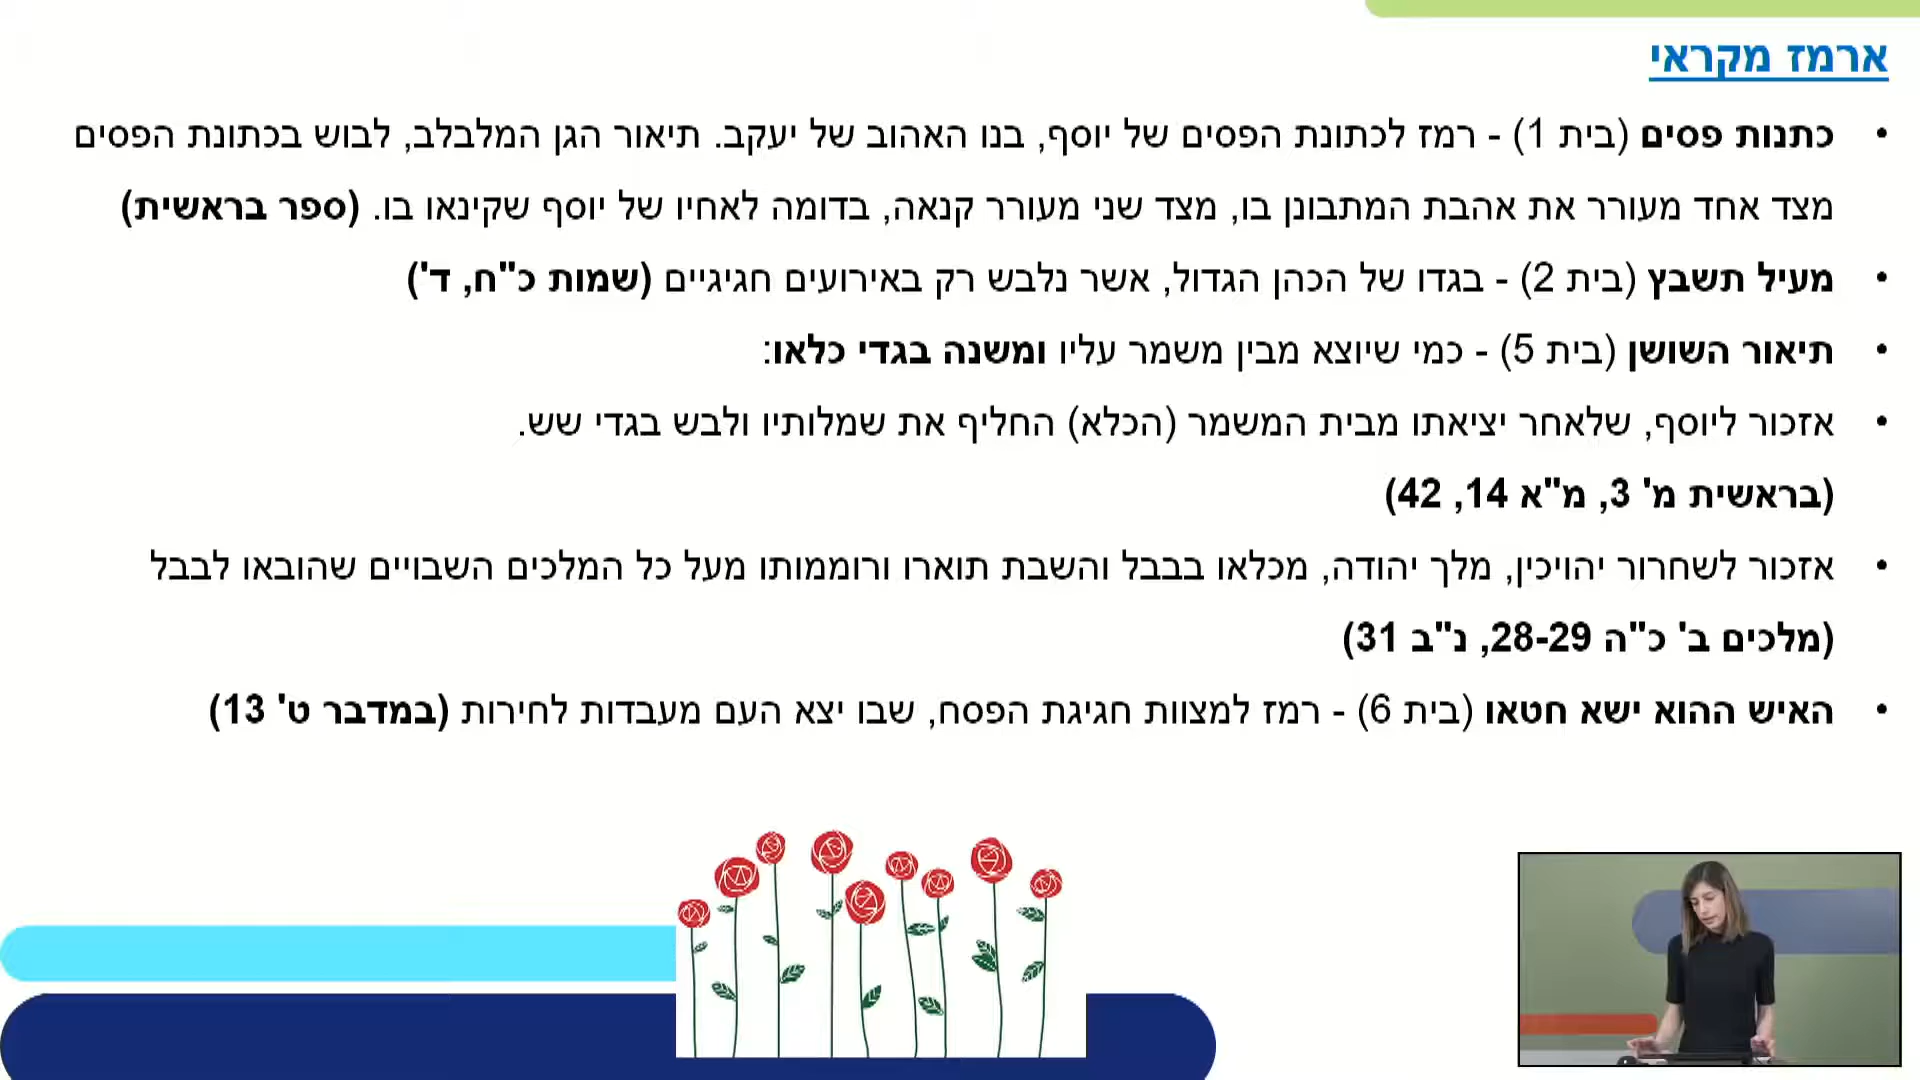 ארמז מקראי
• כתנות פסים (בית 1) - רמז לכתונת הפסים של יוסף, בנו האהוב של יעקב. תיאור הגן המלבלב, לבוש בכתונת הפסים
מצד אחד מעורר את אהבת המתבונן בו, מצד שני מעורר קנאה, בדומה לאחיו של יוסף שקינאו בו. (ספר בראשית)
• מעיל תשבץ (בית 2) - בגדו של הכהן הגדול, אשר נלבש רק באירועים חגיגיים (שמות כ"ח, ד')
• תיאור השושן (בית 5) - כמי שיוצא מבין משמר עליו ומשנה בגדי כלאו:
• אזכור ליוסף, שלאחר יציאתו מבית המשמר (הכלא) החליף את שמלותיו ולבש בגדי שש.
(בראשית מ' 3, מ"א 14, 42)
• אזכור לשחרור יהויכין, מלך יהודה, מכלאו בבבל והשבת תוארו ורוממותו מעל כל המלכים השבויים שהובאו לבבל
(מלכים ב' כ"ה 28-29, נ"ב 31)
• האיש ההוא ישא חטאו (בית 6) - רמז למצוות חגיגת הפסח, שבו יצא העם מעבדות לחירות (במדבר ט' 13)